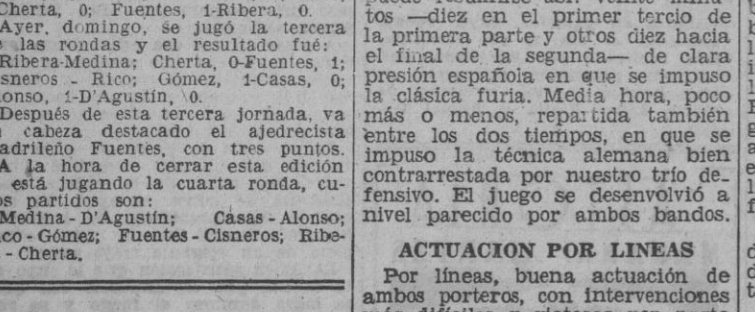 Cherta, 0; Fuentes, 1-Ribera, 0.
Ayer, domingo, se jugó la tercera
las rondas y el resultado fué:
Ribera-Medina; Cherta, 0-Fuentes, 1;
isneros - Rico; Gómez, 1-Casas, 0;
lonso, 1-D'Agustín, 0.
Después de esta tercera jornada, va
cabeza destacado el ajedrecista
adrileño Fuentes, con tres puntos.
A la hora de cerrar esta edición
está jugando la cuarta ronda, cu-
os partidos son:
Medina - D'Agustín; Casas - Alonso;
ico - Gómez; Fuentes - Cisneros; Ribe-
- Cherta.
tos —diez en el primer tercio de
la primera parte y otros diez hacia
el final de la segunda— de clara
presión española en que se impuso
la clásica furia. Media hora, poco
más o menos, repartida también
entre los dos tiempos, en que se
impuso la técnica alemana bien
contrarrestada por nuestro trío de-
fensivo. El juego se desenvolvió a
nivel parecido por ambos bandos.
ACTUACION POR LINEAS
Por líneas, buena actuación de
ambos porteros, con intervenciones